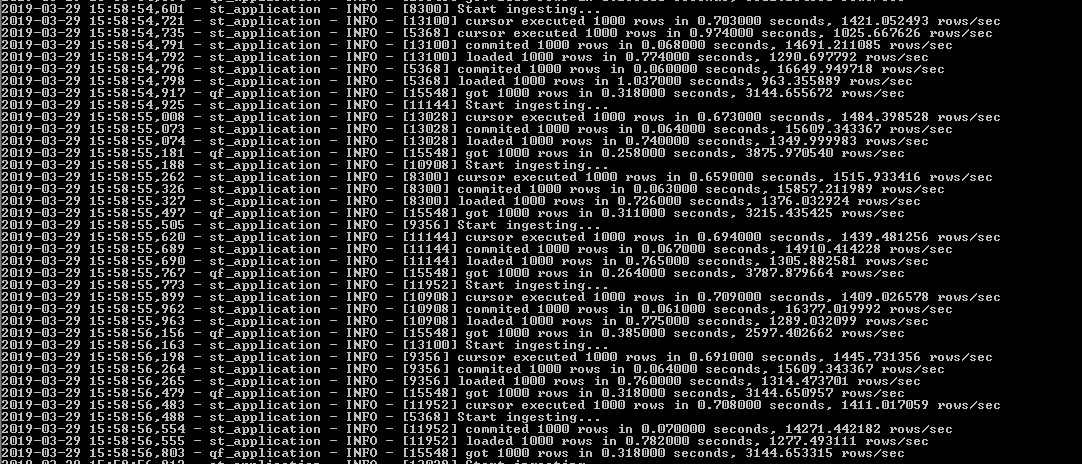 2019-03-29 15:58:54,601 - st_application - INFO - [8300] Start ingesting...
2019-03-29 15:58:54,721 - st_application - INFO - [13100] cursor executed 1000 rows in 0.703000 seconds, 1421.052493 rows/sec
2019-03-29 15:58:54,735 - st_application - INFO - [5368] cursor executed 1000 rows in 0.974000 seconds, 1025.667626 rows/sec
2019-03-29 15:58:54,791 - st_application - INFO - [13100] commited 1000 rows in 0.068000 seconds, 14691.211085 rows/sec
2019-03-29 15:58:54,792 - st_application - INFO - [13100] loaded 1000 rows in 0.774000 seconds, 1290.697792 rows/sec
2019-03-29 15:58:54,796 - st_application - INFO - [5368] commited 1000 rows in 0.060000 seconds, 16649.949718 rows/sec
2019-03-29 15:58:54,798 - st_application - INFO - [5368] loaded 1000 rows in 1.037000 seconds, 963.355889 rows/sec
2019-03-29 15:58:54,917 - qf_application - INFO - [15548] got 1000 rows in 0.318000 seconds, 3144.655672 rows/sec
2019-03-29 15:58:54,925 - st_application - INFO - [11144] Start ingesting...
2019-03-29 15:58:55,008 - st_application - INFO - [13028] cursor executed 1000 rows in 0.673000 seconds, 1484.398528 rows/sec
2019-03-29 15:58:55,073 - st_application - INFO - [13028] commited 1000 rows in 0.064000 seconds, 15609.343367 rows/sec
2019-03-29 15:58:55,074 - st_application - INFO - [13028] loaded 1000 rows in 0.740000 seconds, 1349.999983 rows/sec
2019-03-29 15:58:55,181 - qf_application - INFO - [15548] got 1000 rows in 0.258000 seconds, 3875.970540 rows/sec
2019-03-29 15:58:55,188 - st_application - INFO - [10908] Start ingesting...
2019-03-29 15:58:55,262 - st_application - INFO - [8300] cursor executed 1000 rows in 0.659000 seconds, 1515.933416 rows/sec
2019-03-29 15:58:55,326 - st_application - INFO - [8300] commited 1000 rows in 0.063000 seconds, 15857.211989 rows/sec
2019-03-29 15:58:55,327 - st_application - INFO - [8300] loaded 1000 rows in 0.726000 seconds, 1376.032924 rows/sec
2019-03-29 15:58:55,497 - qf_application - INFO - [15548] got 1000 rows in 0.311000 seconds, 3215.435425 rows/sec
2019-03-29 15:58:55,505 - st_application - INFO - [9356] Start ingesting...
2019-03-29 15:58:55,620 - st_application - INFO - [11144] cursor executed 1000 rows in 0.694000 seconds, 1439.481256 rows/sec
2019-03-29 15:58:55,689 - st_application - INFO - [11144] commited 1000 rows in 0.067000 seconds, 14910.414228 rows/sec
2019-03-29 15:58:55,690 - st_application - INFO - [11144] loaded 1000 rows in 0.765000 seconds, 1305.882581 rows/sec
2019-03-29 15:58:55,767 - qf_application - INFO - [15548] got 1000 rows in 0.264000 seconds, 3787.879664 rows/sec
2019-03-29 15:58:55,773 - st_application - INFO - [11952] Start ingesting...
2019-03-29 15:58:55,899 - st_application - INFO - [10908] cursor executed 1000 rows in 0.709000 seconds, 1409.026578 rows/sec
2019-03-29 15:58:55,962 - st_application - INFO - [10908] commited 1000 rows in 0.061000 seconds, 16377.019992 rows/sec
2019-03-29 15:58:55,963 - st_application - INFO - [10908] loaded 1000 rows in 0.775000 seconds, 1289.032099 rows/sec
2019-03-29 15:58:56,156 - qf_application - INFO - [15548] got 1000 rows in 0.385000 seconds, 2597.402662 rows/sec
2019-03-29 15:58:56,163 - st_application - INFO - [13100] Start ingesting...
2019-03-29 15:58:56,198 - st_application - INFO - [9356] cursor executed 1000 rows in 0.691000 seconds, 1445.731356 rows/sec
2019-03-29 15:58:56,264 - st_application - INFO - [9356] commited 1000 rows in 0.064000 seconds, 15609.343367 rows/sec
2019-03-29 15:58:56,265 - st_application - INFO - [9356] loaded 1000 rows in 0.760000 seconds, 1314.473701 rows/sec
2019-03-29 15:58:56,479 - qf_application - INFO - [15548] got 1000 rows in 0.318000 seconds, 3144.650957 rows/sec
2019-03-29 15:58:56,483 - st_application - INFO - [11952] cursor executed 1000 rows in 0.708000 seconds, 1411.017059 rows/sec
2019-03-29 15:58:56,488 - st_application - INFO - [5368] Start ingesting...
2019-03-29 15:58:56,554 - st_application - INFO - [11952] commited 1000 rows in 0.070000 seconds, 14271.442182 rows/sec
2019-03-29 15:58:56,555 - st_application - INFO - [11952] loaded 1000 rows in 0.782000 seconds, 1277.493111 rows/sec
2019-03-29 15:58:56,803 - qf_application - INFO - [15548] got 1000 rows in 0.318000 seconds, 3144.653315 rows/sec